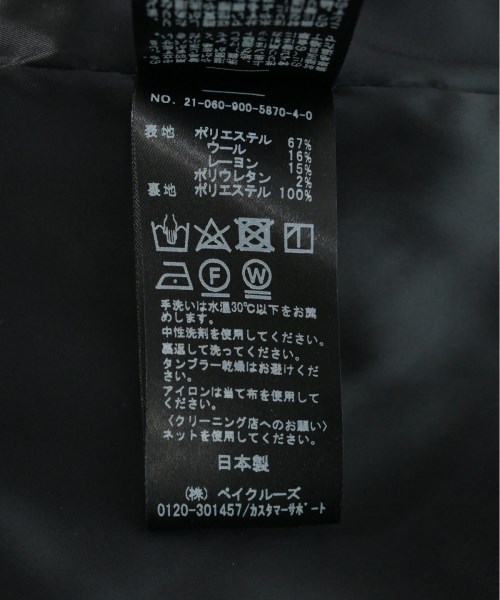 NO. 21-060-900-5870-4-0
表地 ポリエステル 67%
ウール 16%
レーヨン 15%
ポリウレタン 2%
裏地 ポリエステル 100%
F W
手洗いは水温30℃以下をお薦
めします。
中性洗剤を使用してください。
裏返して洗ってください。
タンブラー乾燥はお避けくだ
さい。
アイロンは当て布を使用して
ください。
〈クリーニング店へのお願い〉
ネットを使用してください。
日本製
(株) ベイクルーズ
0120-301457/カスタマーサポート